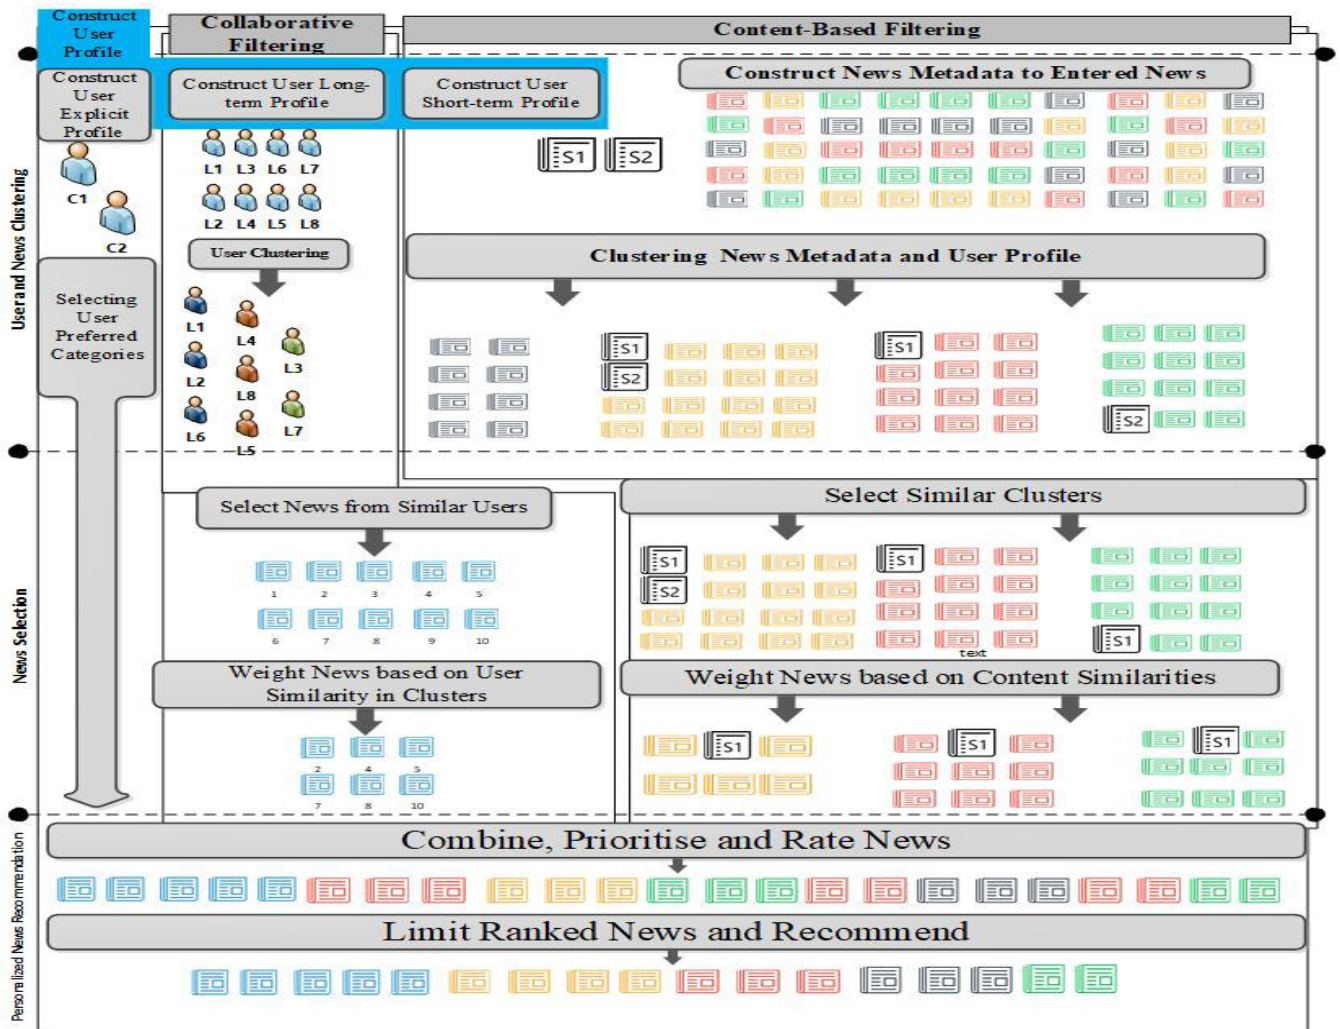 Construct
User
Profile
Collaborative
Filtering
Content-Based Filtering
Construct
User
Explicit
Profile
Construct User Long-
term Profile
Construct User
Short-term Profile
Construct News Metadata to Entered News
S1 S2
C1
C2
L1 L3 L6 L7
L2 L4 L5 L8
User Clustering
Clustering News Metadata and User Profile
User and News Clustering
Selecting
User
Preferred
Categories
L1
L4
L3
L2
L8
L6
L7
L5
S1
S2
S1
S2
News Selection
Select News from Similar Users
1 2 3 4 5
6 7 8 9 10
Weight News based on User
Similarity in Clusters
2 4 5
7 8 10
Select Similar Clusters
S1
S2
S1
S1
text
Weight News based on Content Similarities
S1
S1
S1
Personalized News Recommendation
Combine, Prioritise and Rate News
Limit Ranked News and Recommend